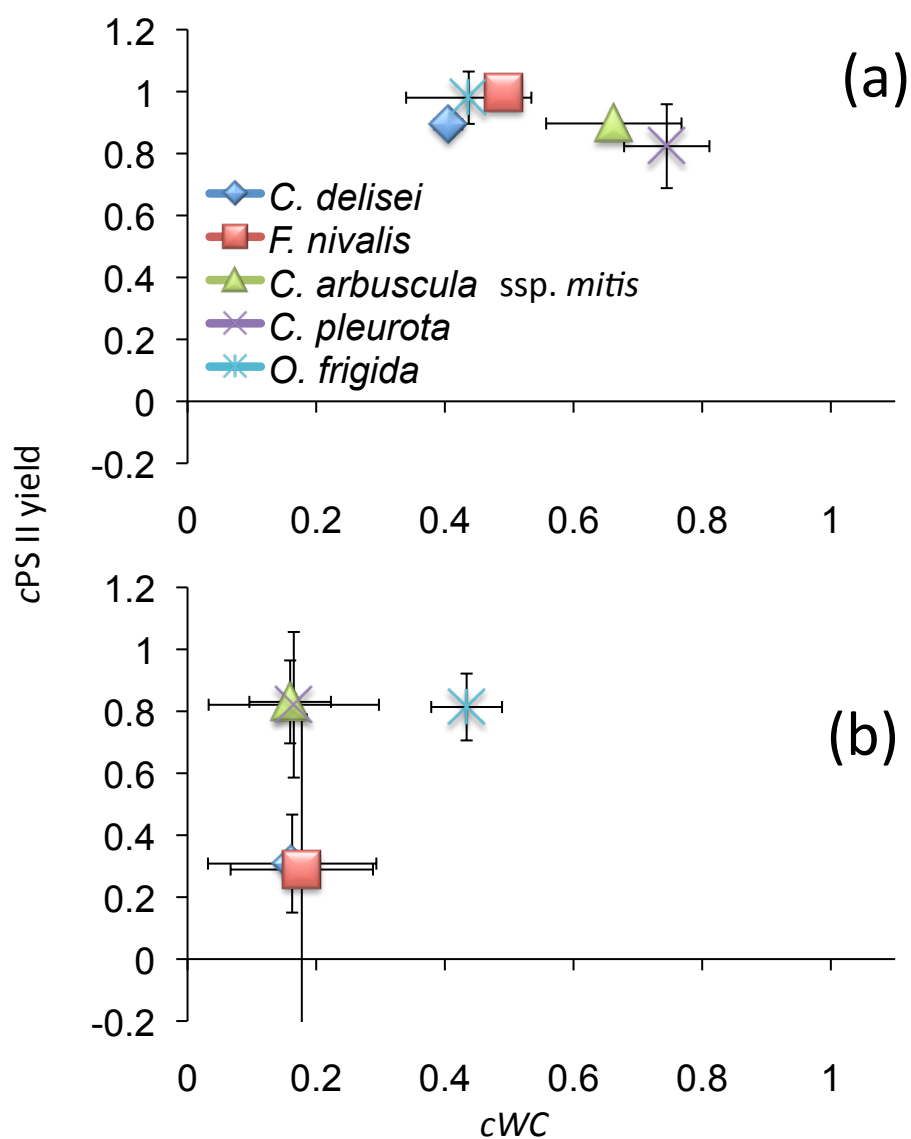 1.2
(a)
1
0.8
C. delisei
0.6
F. nivalis
0.4
C. arbuscula ssp. mitis
0.2
C. pleurota
O. frigida
0
-0.2
0 0.2 0.4 0.6 0.8 1
cPS II yield
1.2
1
0.8
(b)
0.6
0.4
0.2
0
-0.2
0 0.2 0.4 0.6 0.8 1
cWC